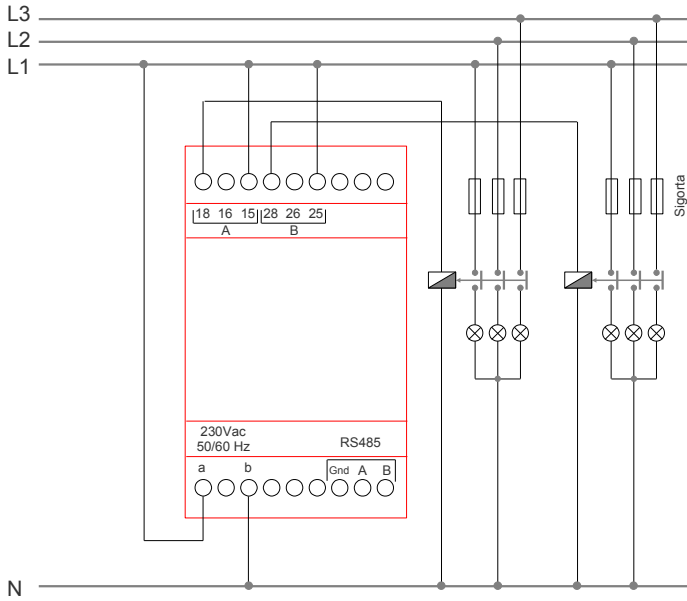 L3
L2
L1
18 16 15 28 26 25
A B
Sigorta
230Vac
50/60 Hz
RS485
a b
Gnd A B
N